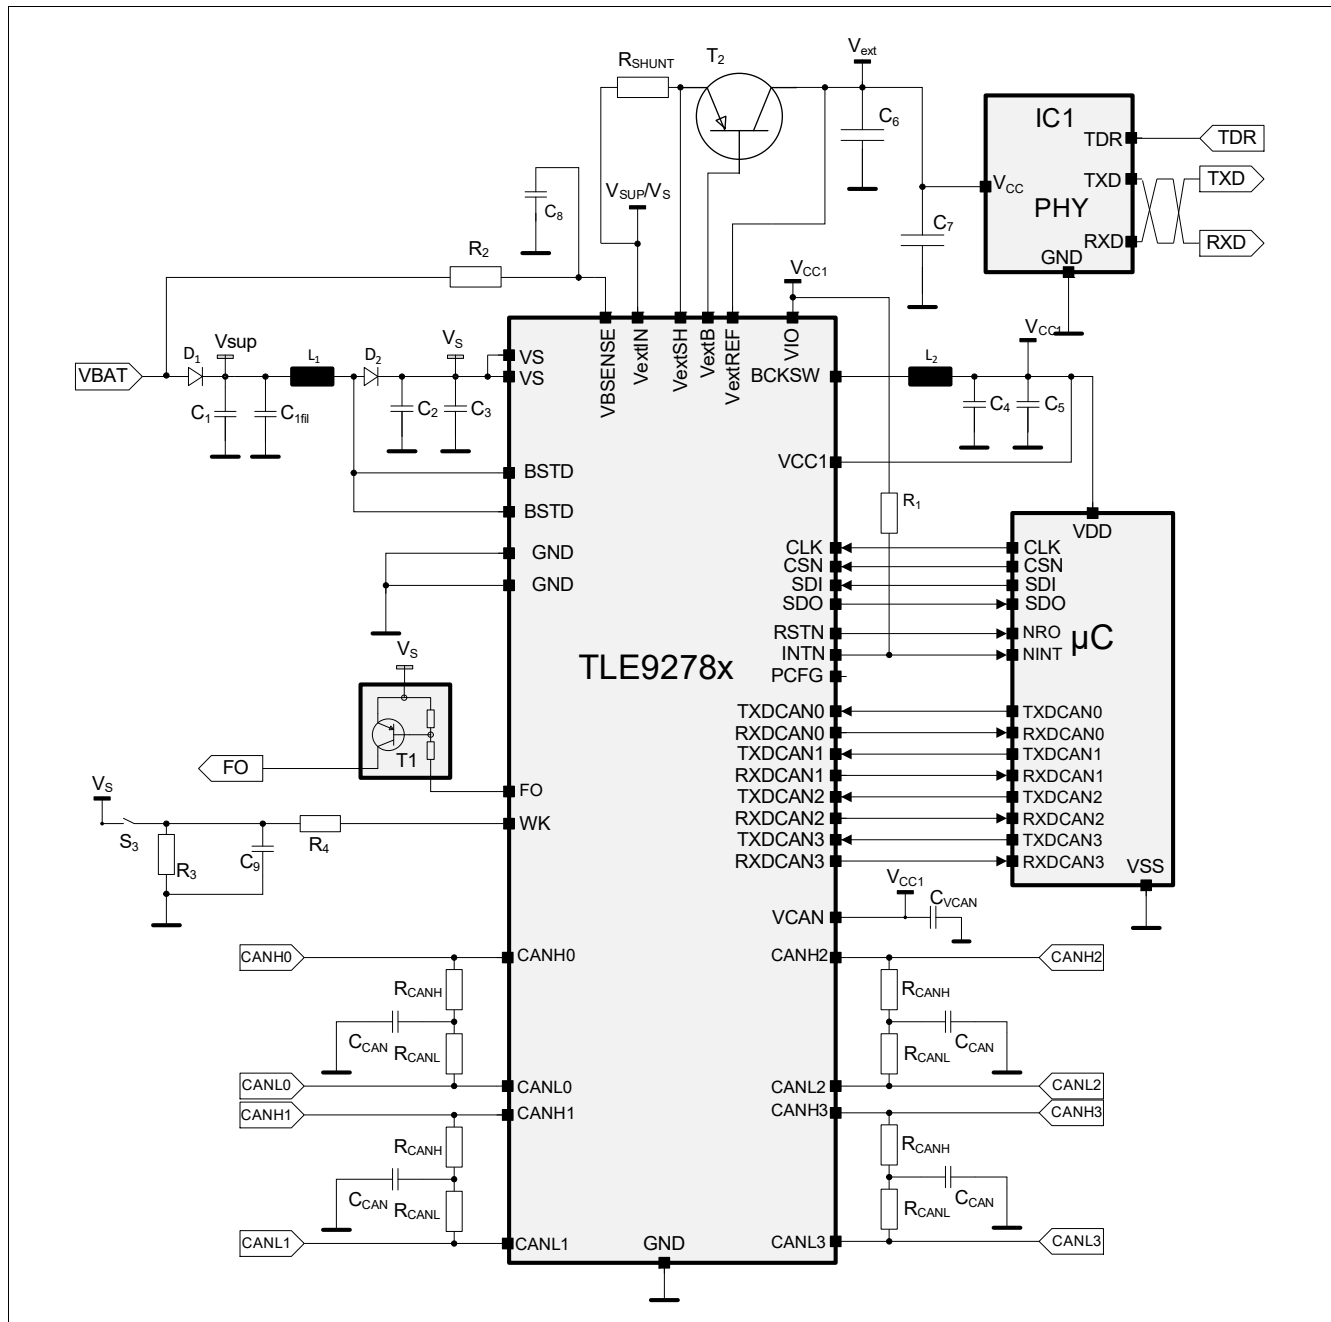 RSHUNT
T2
Vext
IC1
TDR
TDR
VCC
TXD
TXD
PHY
RXD
RXD
GND
C6
C7
C8
VSUP/VS
R2
VCC1
VBAT
D1
Vsup
L1
D2
VS
C1
C1fil
C2
C3
VS
VS
VBSENSE
VextIN
VextSH
VextB
VextREF
VIO
BCKSW
L2
VCC1
C4
C5
BSTD
VCC1
BSTD
R1
GND
GND
VDD
CLK
CLK
CSN
CSN
SDI
SDI
SDO
SDO
RSTN
NRO
INTN
NINT
PCFG
µC
TLE9278x
VS
T1
FO
FO
TXDCAN0
TXDCAN0
RXDCAN0
RXDCAN0
TXDCAN1
TXDCAN1
RXDCAN1
RXDCAN1
TXDCAN2
TXDCAN2
RXDCAN2
RXDCAN2
TXDCAN3
TXDCAN3
RXDCAN3
RXDCAN3
VSS
VS
S3
R3
C9
R4
WK
VCC1
CVCAN
VCAN
CANH0
CANH0
CANH2
CANH2
RCANH
RCANH
CCAN
CCAN
RCANL
RCANL
CANL0
CANL0
CANL2
CANL2
CANH1
CANH1
CANH3
CANH3
RCANH
RCANH
CCAN
CCAN
RCANL
RCANL
CANL1
CANL1
GND
CANL3
CANL3